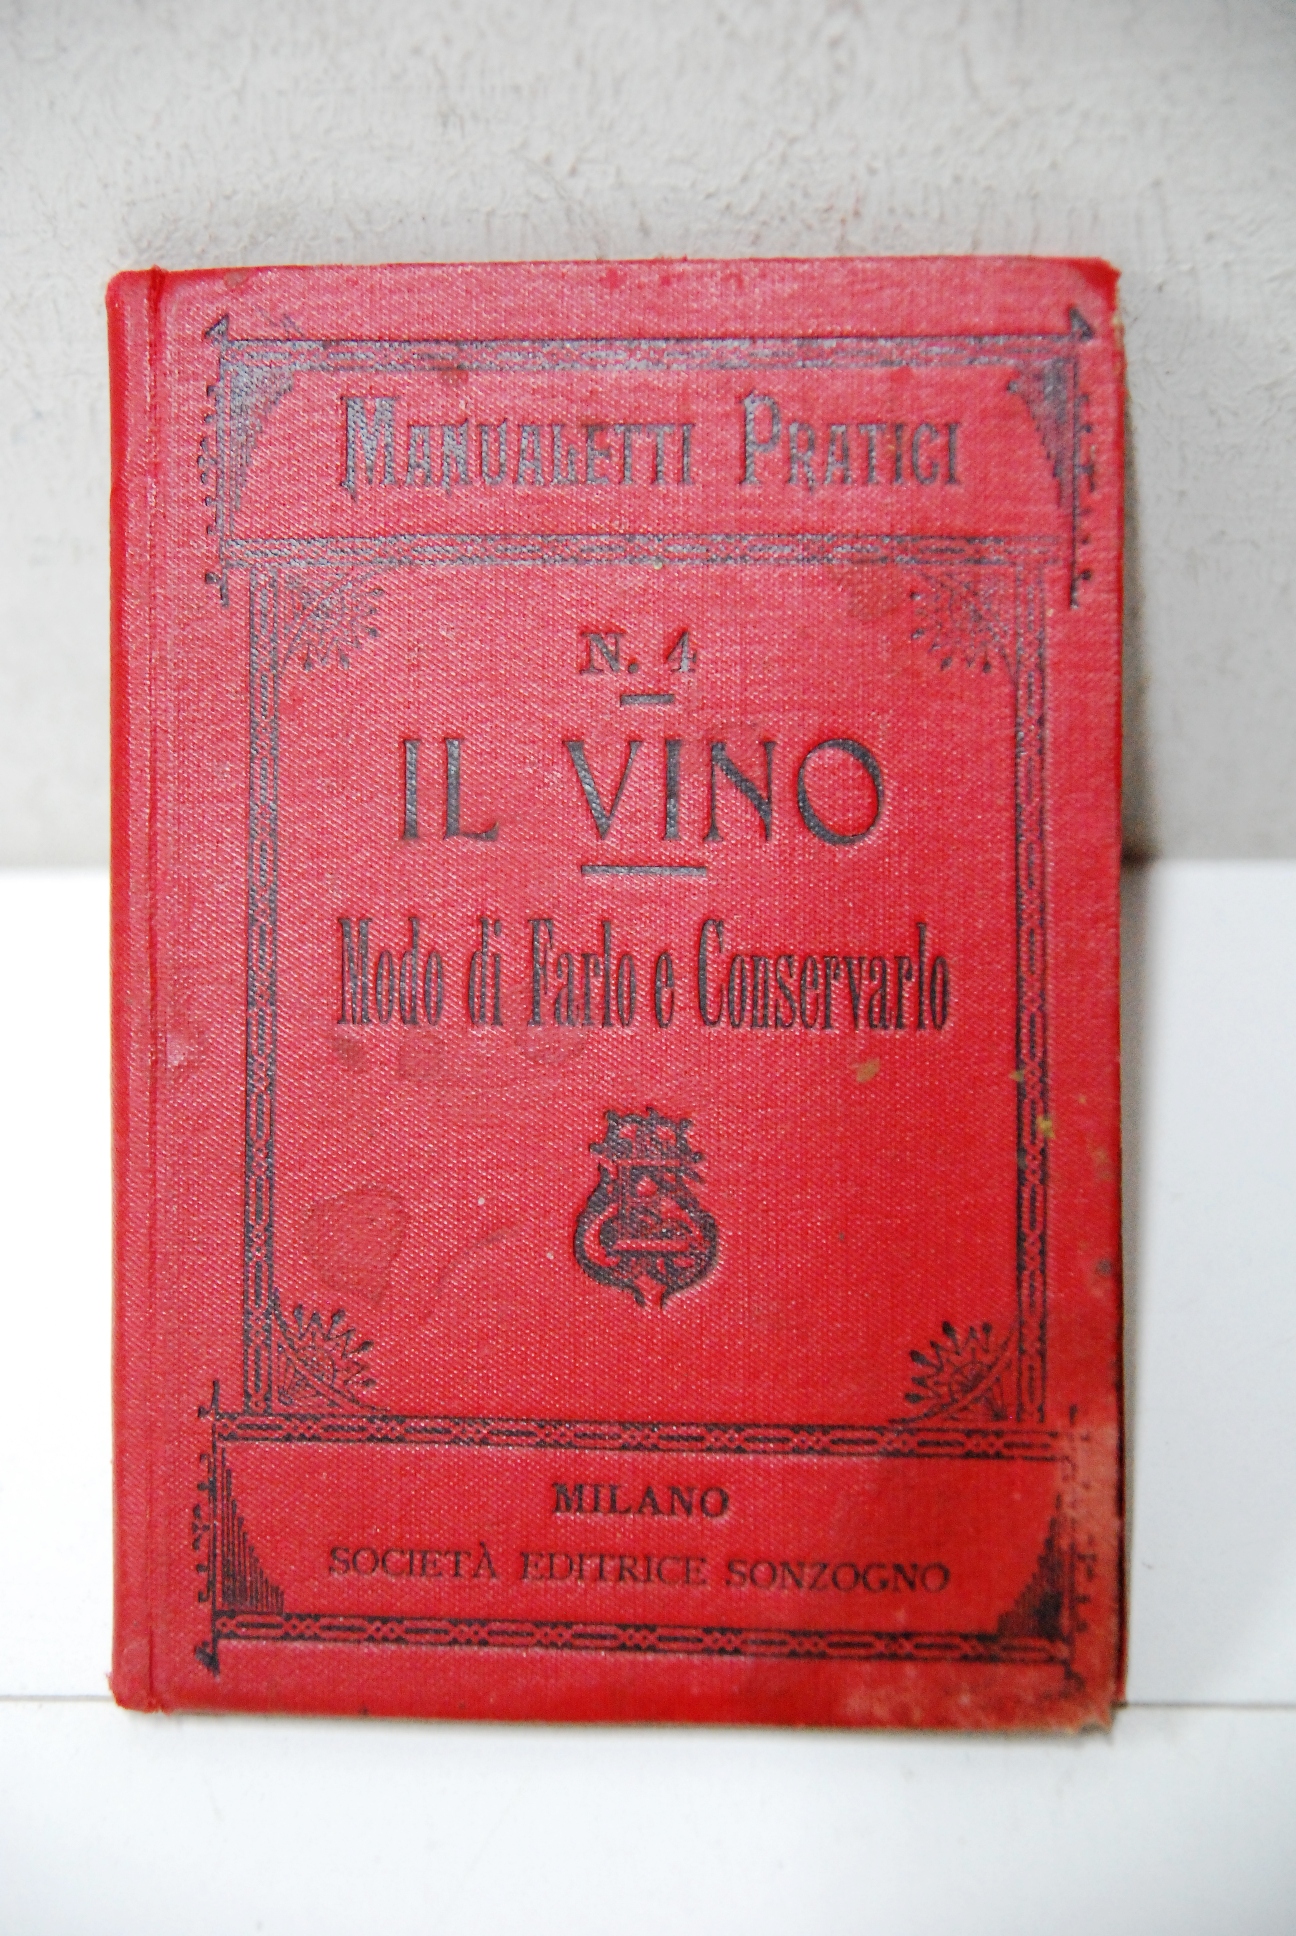 MANUALETTI PRATICI
N. 4
IL VINO
Modo di Farlo e Conservarlo
MILANO
SOCIETÀ EDITRICE SONZOGNO